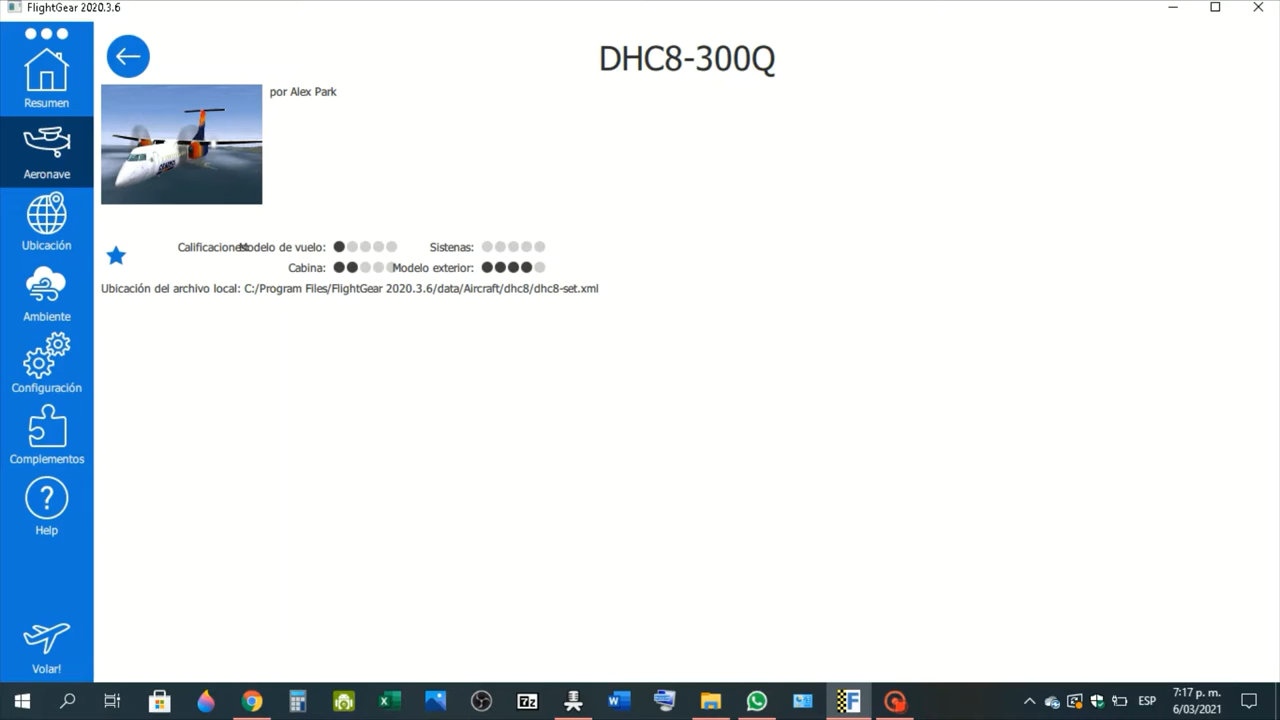 FlightGear 2020.3.6
DHC8-300Q
por Alex Park
Resumen
Aeronave
Ubicación
Ambiente
Configuración
Complementos
Help
Volar!
Calificaciones: Modelo de vuelo: Sistenas:
Cabina: Modelo exterior:
Ubicación del archivo local: C:/Program Files/FlightGear 2020.3.6/data/Aircraft/dhc8/dhc8-set.xml
7:17 p. m.
ESP
6/03/2021